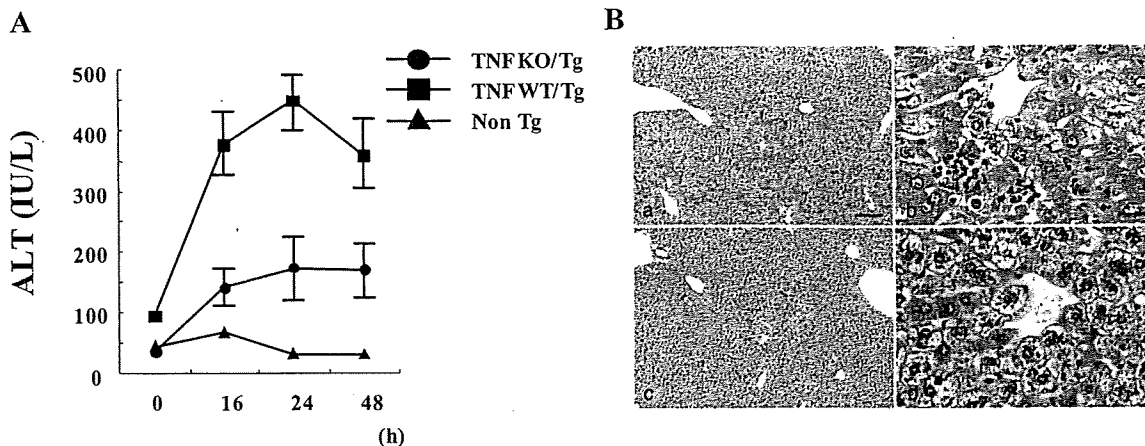 A
B
TNFKO/Tg
TNFWT/Tg
Non Tg
ALT (IU/L)
500
400
300
200
100
0
0 16 24 48
(h)
a
b
c